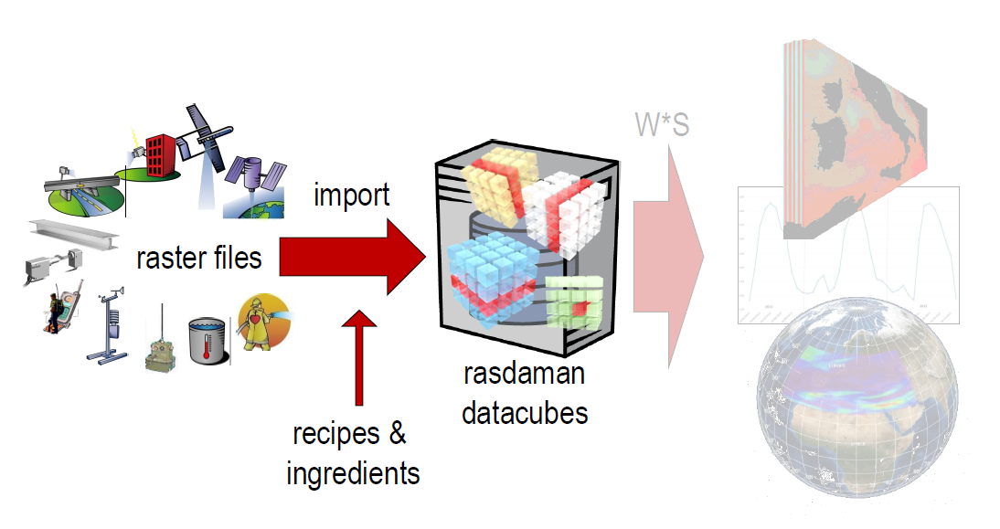 W*S
import
raster files
rasdaman
datacubes
recipes &
ingredients